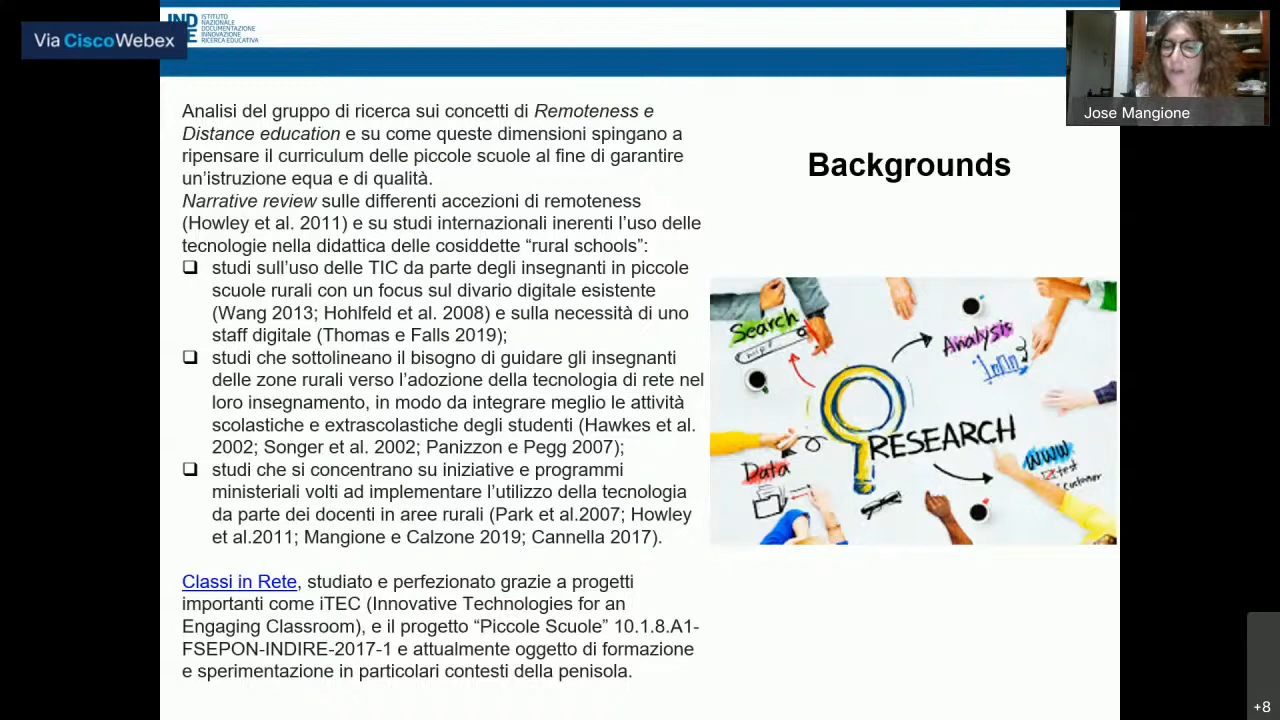 ISTITUTO
NAZIONALE
DOCUMENTAZIONE
INNOVAZIONE
RICERCA EDUCATIVA
Via CiscoWebex
Jose Mangione
Analisi del gruppo di ricerca sui concetti di Remoteness e
Distance education e su come queste dimensioni spingano a
ripensare il curriculum delle piccole scuole al fine di garantire
un’istruzione equa e di qualità.
Narrative review sulle differenti accezioni di remoteness
(Howley et al. 2011) e su studi internazionali inerenti l’uso delle
tecnologie nella didattica delle cosiddette “rural schools”:
studi sull’uso delle TIC da parte degli insegnanti in piccole
scuole rurali con un focus sul divario digitale esistente
(Wang 2013; Hohlfeld et al. 2008) e sulla necessità di uno
staff digitale (Thomas e Falls 2019);
studi che sottolineano il bisogno di guidare gli insegnanti
delle zone rurali verso l’adozione della tecnologia di rete nel
loro insegnamento, in modo da integrare meglio le attività
scolastiche e extrascolastiche degli studenti (Hawkes et al.
2002; Songer et al. 2002; Panizzon e Pegg 2007);
studi che si concentrano su iniziative e programmi
ministeriali volti ad implementare l’utilizzo della tecnologia
da parte dei docenti in aree rurali (Park et al.2007; Howley
et al.2011; Mangione e Calzone 2019; Cannella 2017).
Classi in Rete, studiato e perfezionato grazie a progetti
importanti come iTEC (Innovative Technologies for an
Engaging Classroom), e il progetto “Piccole Scuole” 10.1.8.A1-
FSEPON-INDIRE-2017-1 e attualmente oggetto di formazione
e sperimentazione in particolari contesti della penisola.
Backgrounds
Search
http://
Analysis
RESEARCH
Data
www
test
customer
+8